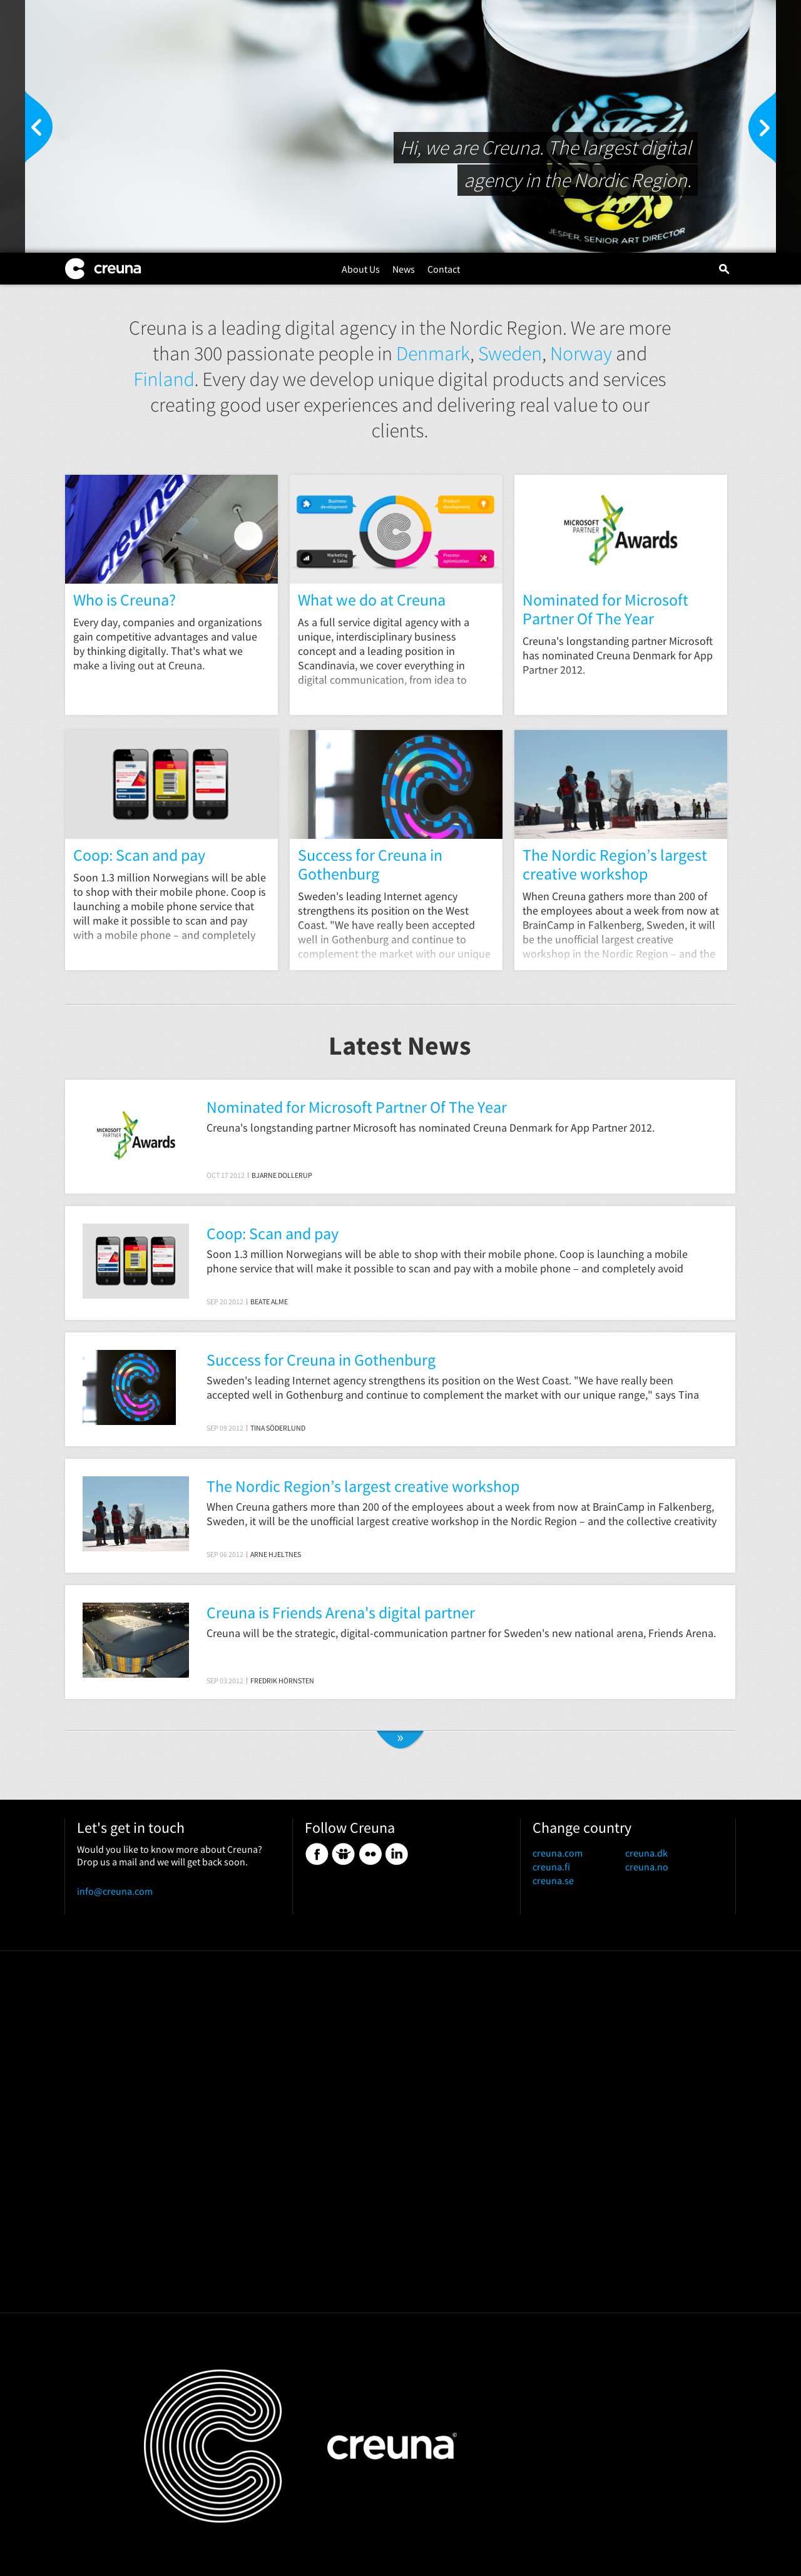 Hi, we are Creuna. The largest digital
agency in the Nordic Region.
JESPER, SENIOR ART DIRECTOR
creuna
About Us News Contact
Creuna is a leading digital agency in the Nordic Region. We are more
than 300 passionate people in Denmark, Sweden, Norway and
Finland. Every day we develop unique digital products and services
creating good user experiences and delivering real value to our
clients.
creuna
Business
development
Marketing
& Sales
Process
optimization
MICROSOFT
PARTNER
Awards
Who is Creuna?
Every day, companies and organizations
gain competitive advantages and value
by thinking digitally. That's what we
make a living out at Creuna.
What we do at Creuna
As a full service digital agency with a
unique, interdisciplinary business
concept and a leading position in
Scandinavia, we cover everything in
digital communication, from idea to
Nominated for Microsoft
Partner Of The Year
Creuna's longstanding partner Microsoft
has nominated Creuna Denmark for App
Partner 2012.
Coop: Scan and pay
Soon 1.3 million Norwegians will be able
to shop with their mobile phone. Coop is
launching a mobile phone service that
will make it possible to scan and pay
with a mobile phone – and completely
Success for Creuna in
Gothenburg
Sweden's leading Internet agency
strengthens its position on the West
Coast. "We have really been accepted
well in Gothenburg and continue to
complement the market with our unique
The Nordic Region’s largest
creative workshop
When Creuna gathers more than 200 of
the employees about a week from now at
BrainCamp in Falkenberg, Sweden, it will
be the unofficial largest creative
workshop in the Nordic Region – and the
Latest News
MICROSOFT
PARTNER
Awards
Nominated for Microsoft Partner Of The Year
Creuna's longstanding partner Microsoft has nominated Creuna Denmark for App Partner 2012.
OCT 17 2012 | BJARNE DOLLERUP
Coop: Scan and pay
Soon 1.3 million Norwegians will be able to shop with their mobile phone. Coop is launching a mobile
phone service that will make it possible to scan and pay with a mobile phone – and completely avoid
SEP 20 2012 | BEATE ALME
Success for Creuna in Gothenburg
Sweden's leading Internet agency strengthens its position on the West Coast. "We have really been
accepted well in Gothenburg and continue to complement the market with our unique range," says Tina
SEP 09 2012 | TINA SÖDERLUND
The Nordic Region’s largest creative workshop
When Creuna gathers more than 200 of the employees about a week from now at BrainCamp in Falkenberg,
Sweden, it will be the unofficial largest creative workshop in the Nordic Region – and the collective creativity
SEP 06 2012 | ARNE HJELTNES
Creuna is Friends Arena's digital partner
Creuna will be the strategic, digital-communication partner for Sweden's new national arena, Friends Arena.
SEP 03 2012 | FREDRIK HÖRNSTEN
»
Let's get in touch
Would you like to know more about Creuna?
Drop us a mail and we will get back soon.
info@creuna.com
Follow Creuna
Change country
creuna.com creuna.dk
creuna.fi creuna.no
creuna.se
creuna